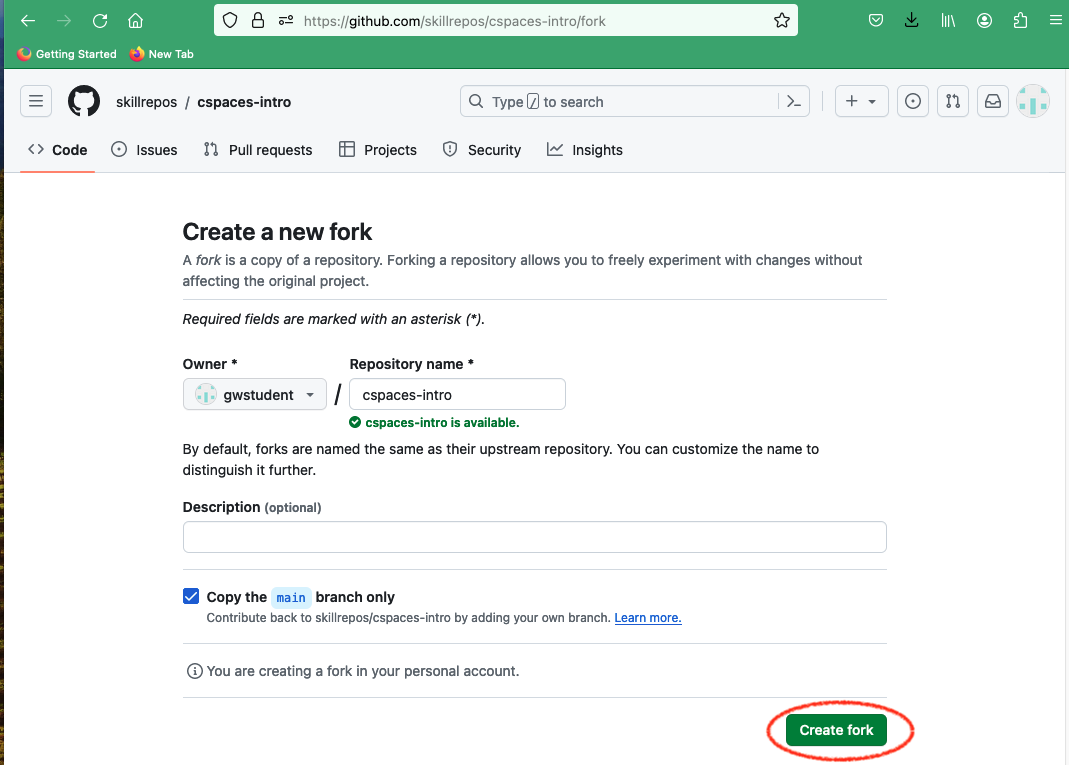 https://github.com/skillrepos/cspaces-intro/fork
Getting Started New Tab
skillrepos / cspaces-intro
Type / to search
Code Issues Pull requests Projects Security Insights
Create a new fork
A fork is a copy of a repository. Forking a repository allows you to freely experiment with changes without
affecting the original project.
Required fields are marked with an asterisk (*).
Owner * Repository name *
gwstudent / cspaces-intro
cspaces-intro is available.
By default, forks are named the same as their upstream repository. You can customize the name to
distinguish it further.
Description (optional)
Copy the main branch only
Contribute back to skillrepos/cspaces-intro by adding your own branch. Learn more.
You are creating a fork in your personal account.
Create fork